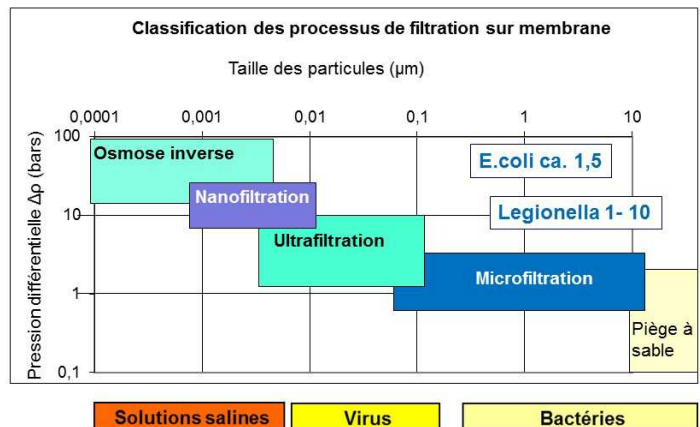 Classification des processus de filtration sur membrane
Taille des particules (µm)
0,0001 0,001 0,01 0,1 1 10
Pression différentielle Δp (bars)
100
10
1
0,1
Osmose inverse
Nanofiltration
Ultrafiltration
Microfiltration
E.coli ca. 1,5
Legionella 1- 10
Piège à
sable
Solutions salines
Virus
Bactéries